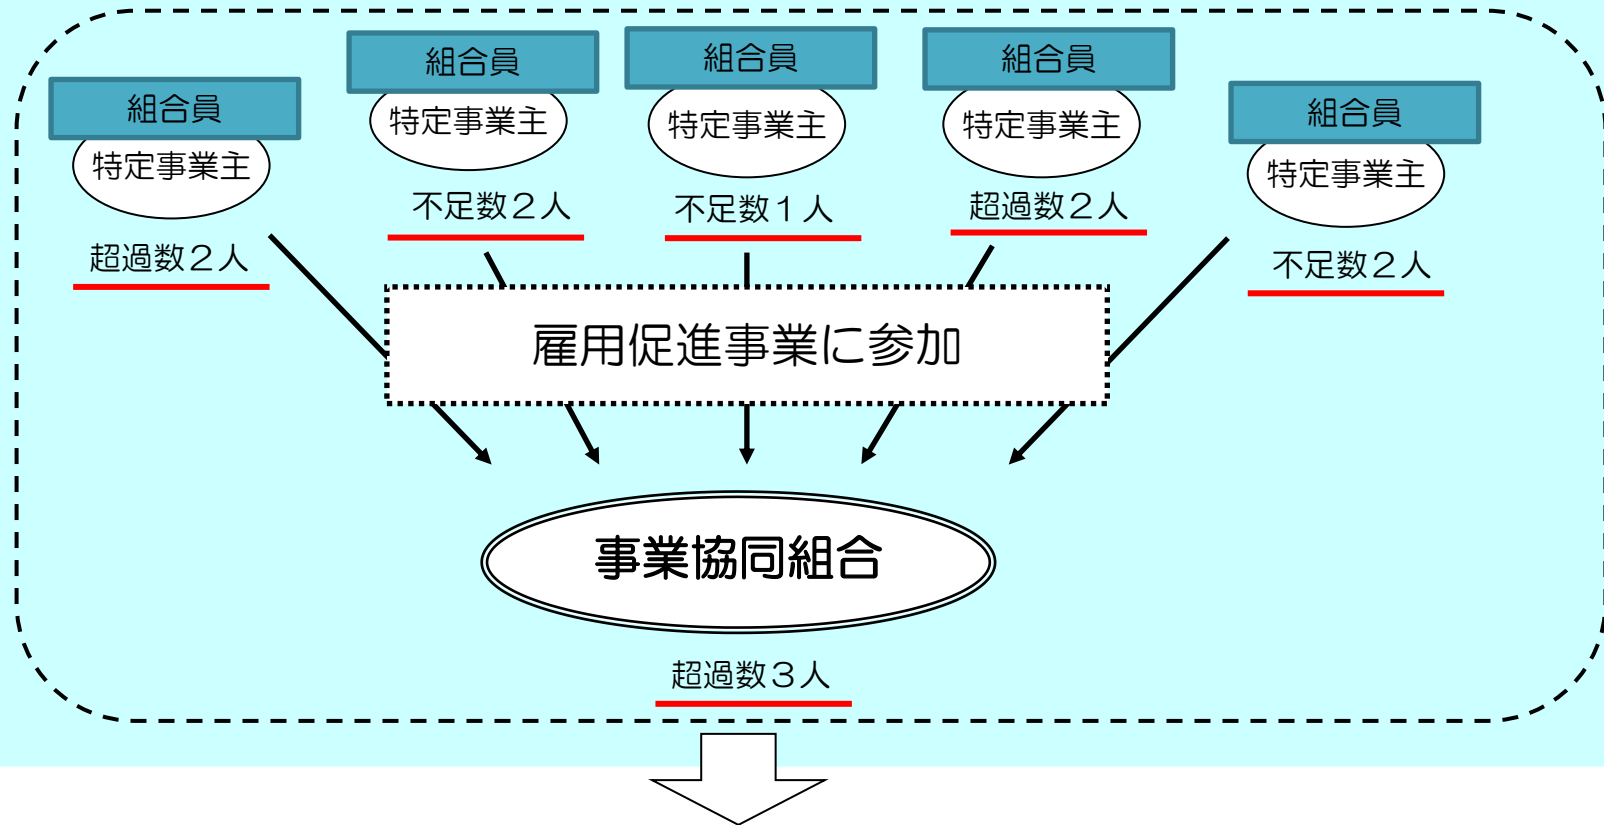 組合員
特定事業主
超過数２人
組合員
特定事業主
不足数２人
組合員
特定事業主
不足数１人
組合員
特定事業主
超過数２人
組合員
特定事業主
不足数２人
雇用促進事業に参加
事業協同組合
超過数３人